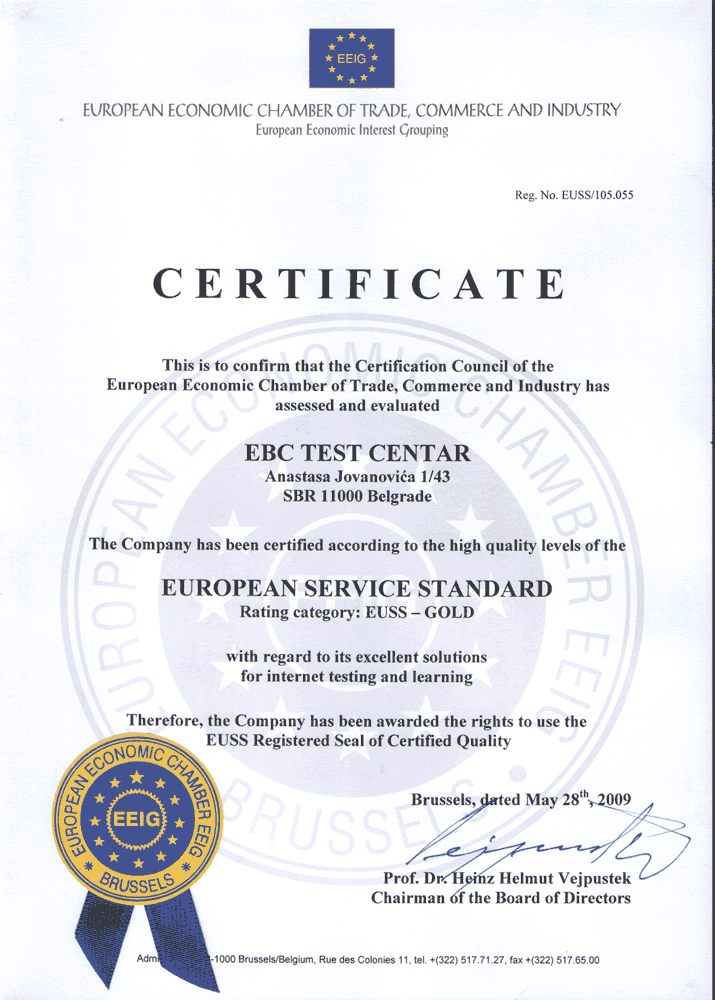 EEIG
EUROPEAN ECONOMIC CHAMBER OF TRADE, COMMERCE AND INDUSTRY
European Economic Interest Grouping
Reg. No. EUSS/105.055
CERTIFICATE
This is to confirm that the Certification Council of the
European Economic Chamber of Trade, Commerce and Industry has
assessed and evaluated
EBC TEST CENTAR
Anastasa Jovanovića 1/43
SBR 11000 Belgrade
The Company has been certified according to the high quality levels of the
EUROPEAN SERVICE STANDARD
Rating category: EUSS – GOLD
with regard to its excellent solutions
for internet testing and learning
Therefore, the Company has been awarded the rights to use the
EUSS Registered Seal of Certified Quality
EUROPEAN ECONOMIC CHAMBER EEIG
BRUSSELS
EUROPEAN ECONOMIC CHAMBER EEIG
EEIG
BRUSSELS
Brussels, dated May 28th, 2009
Vejpustek
Prof. Dr. Heinz Helmut Vejpustek
Chairman of the Board of Directors
-1000 Brussels/Belgium, Rue des Colonies 11, tel. +(322) 517.71.27, fax +(322) 517.65.00